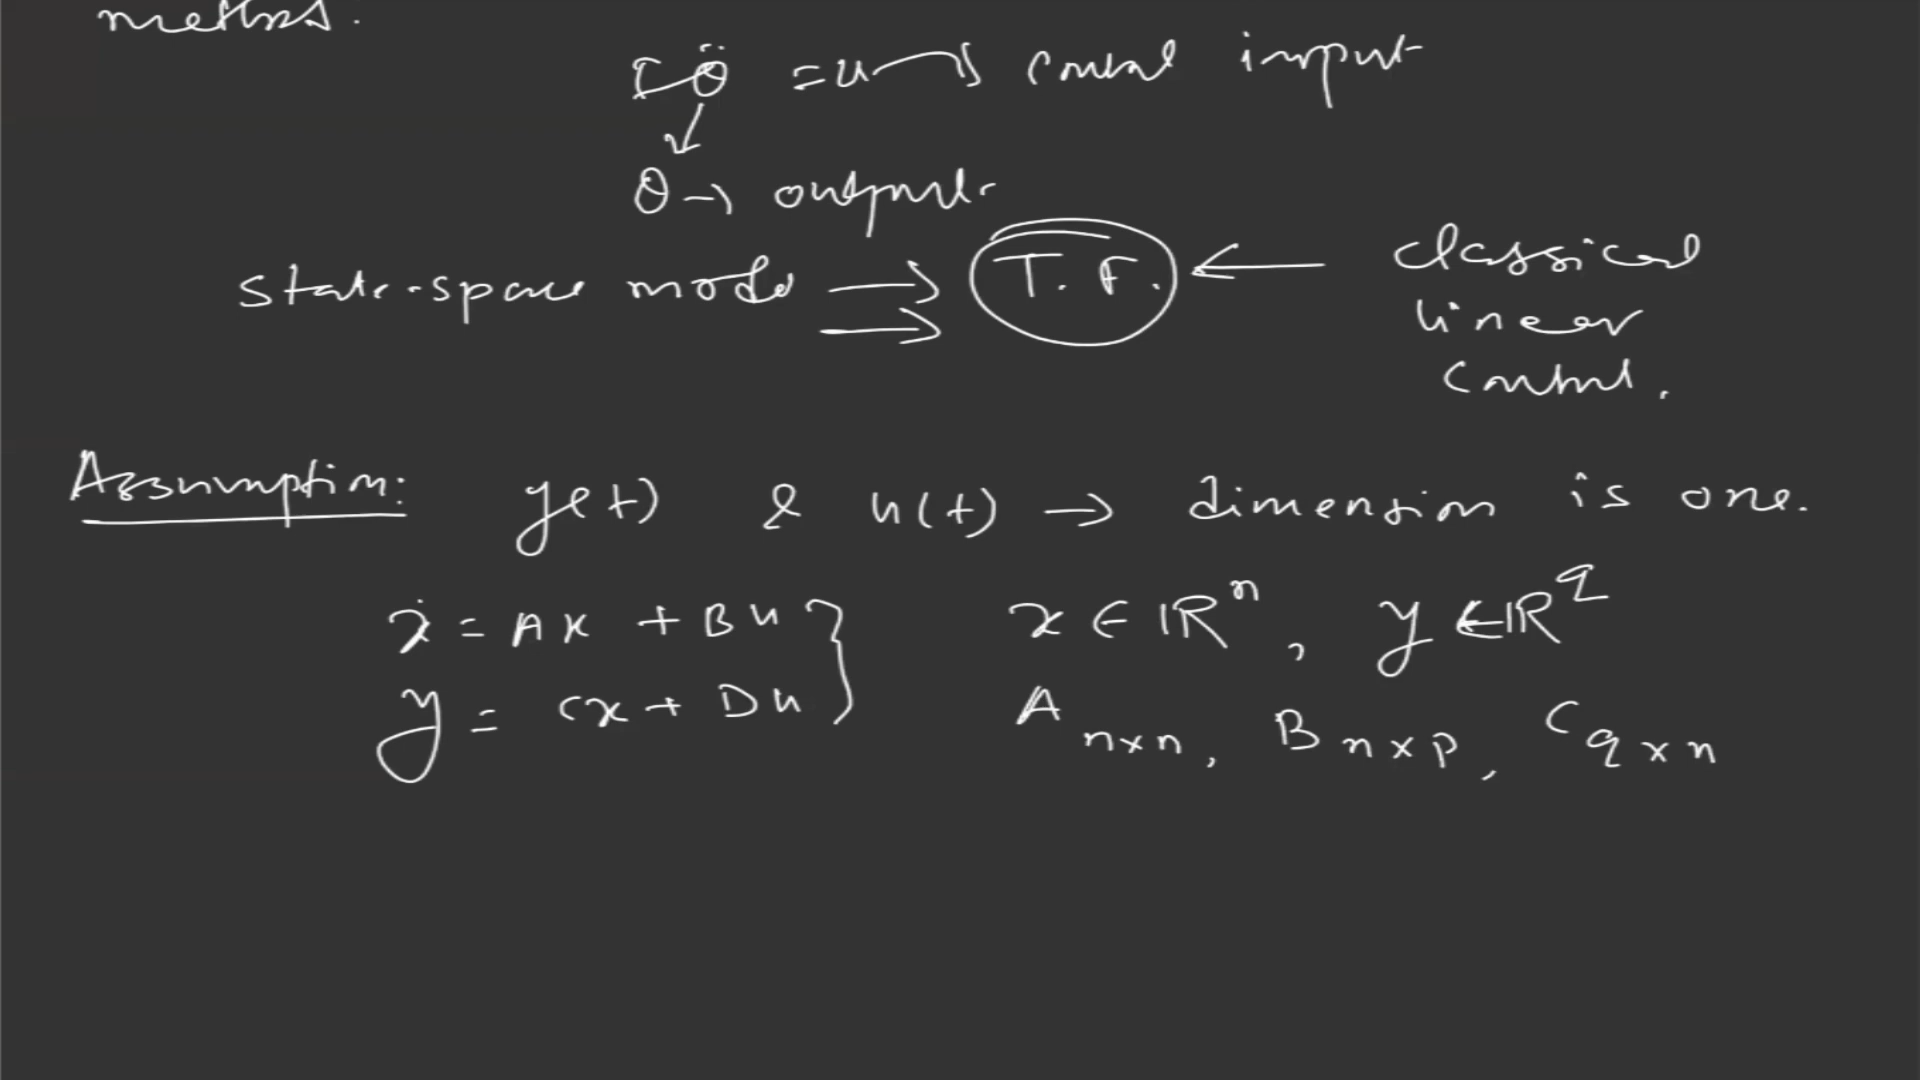 method.
Iθ̈ = u → control input
θ → output.
state-space model → T.F. ← classical
linear
control.
Assumption: y(t) & u(t) → dimension is one.
ẋ = Ax + Bu } x ∈ ℝⁿ, y ∈ ℝ^q
y = Cx + Du A n×n, B n×p, C q×n